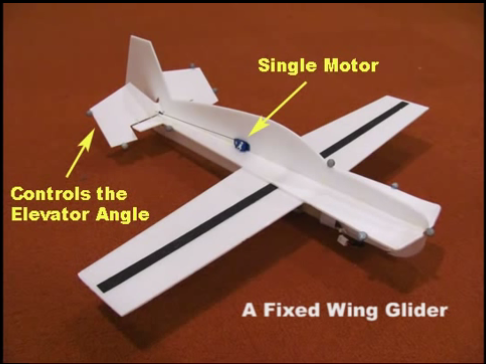 Single Motor
Controls the
Elevator Angle
A Fixed Wing Glider